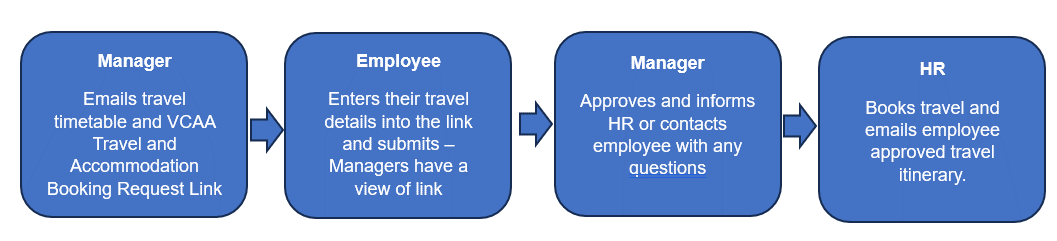 Manager
Emails travel
timetable and VCAA
Travel and
Accommodation
Booking Request Link
Employee
Enters their travel
details into the link
and submits –
Managers have a
view of link
Manager
Approves and informs
HR or contacts
employee with any
questions
HR
Books travel and
emails employee
approved travel
itinerary.